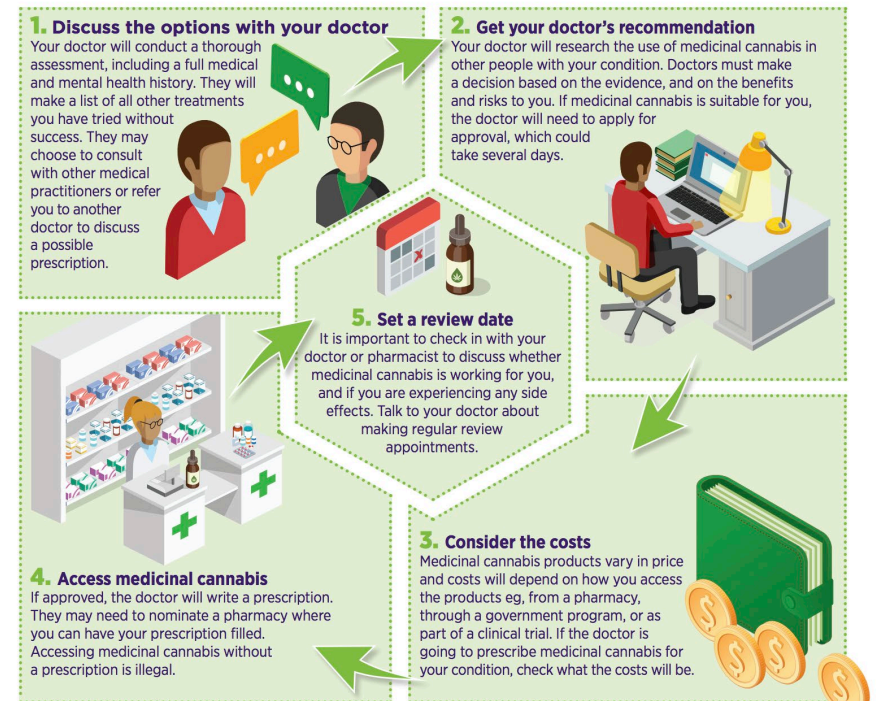 1. Discuss the options with your doctor
Your doctor will conduct a thorough
assessment, including a full medical
and mental health history. They will
make a list of all other treatments
you have tried without
success. They may
choose to consult
with other medical
practitioners or refer
you to another
doctor to discuss
a possible
prescription.
2. Get your doctor's recommendation
Your doctor will research the use of medicinal cannabis in
other people with your condition. Doctors must make
a decision based on the evidence, and on the benefits
and risks to you. If medicinal cannabis is suitable for you,
the doctor will need to apply for
approval, which could
take several days.
3. Consider the costs
Medicinal cannabis products vary in price
and costs will depend on how you access
the products eg, from a pharmacy,
through a government program, or as
part of a clinical trial. If the doctor is
going to prescribe medicinal cannabis for
your condition, check what the costs will be.
4. Access medicinal cannabis
If approved, the doctor will write a prescription.
They may need to nominate a pharmacy where
you can have your prescription filled.
Accessing medicinal cannabis without
a prescription is illegal.
5. Set a review date
It is important to check in with your
doctor or pharmacist to discuss whether
medicinal cannabis is working for you,
and if you are experiencing any side
effects. Talk to your doctor about
making regular review
appointments.